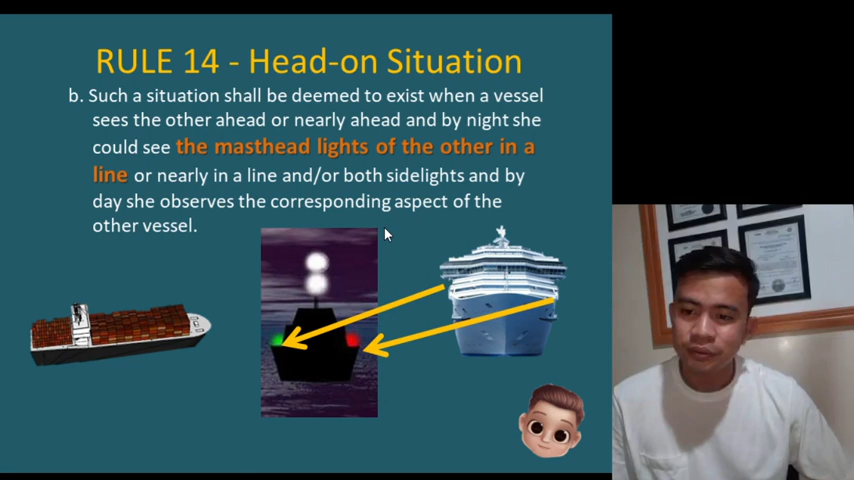 RULE 14 - Head-on Situation
b. Such a situation shall be deemed to exist when a vessel
sees the other ahead or nearly ahead and by night she
could see the masthead lights of the other in a
line or nearly in a line and/or both sidelights and by
day she observes the corresponding aspect of the
other vessel.